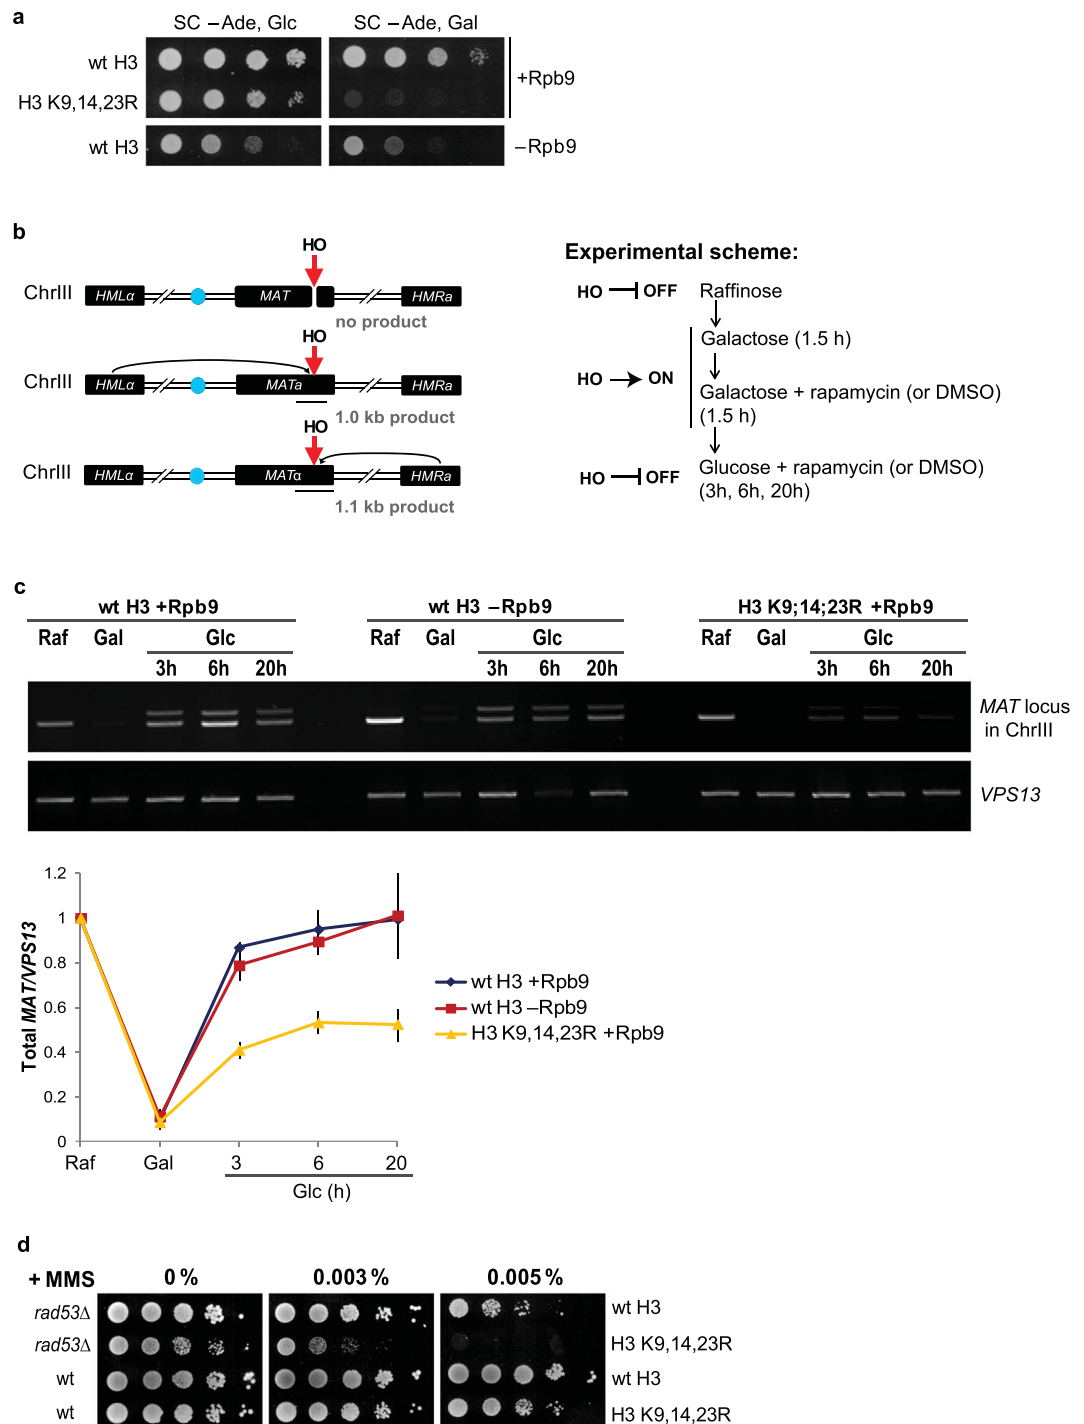 a
SC –Ade, Glc
SC –Ade, Gal
wt H3
H3 K9,14,23R
+Rpb9
wt H3
–Rpb9
b
HO
ChrIII
HMLα
MAT
HMRa
no product
HO
ChrIII
HMLα
MATa
HMRa
1.0 kb product
HO
ChrIII
HMLα
MATα
HMRa
1.1 kb product
Experimental scheme:
HO
OFF
Raffinose
Galactose (1.5 h)
HO
ON
Galactose + rapamycin (or DMSO)
(1.5 h)
HO
OFF
Glucose + rapamycin (or DMSO)
(3h, 6h, 20h)
c
wt H3 +Rpb9
wt H3 –Rpb9
H3 K9;14;23R +Rpb9
Raf Gal Glc
Raf Gal Glc
Raf Gal Glc
3h 6h 20h
3h 6h 20h
3h 6h 20h
MAT locus
in ChrIII
VPS13
Total MAT/VPS13
1.2
1
0.8
0.6
0.4
0.2
0
Raf Gal 3 6 20
Glc (h)
wt H3 +Rpb9
wt H3 –Rpb9
H3 K9,14,23R +Rpb9
d
+ MMS 0 % 0.003 % 0.005 %
rad53Δ
wt H3
rad53Δ
H3 K9,14,23R
wt
wt H3
wt
H3 K9,14,23R